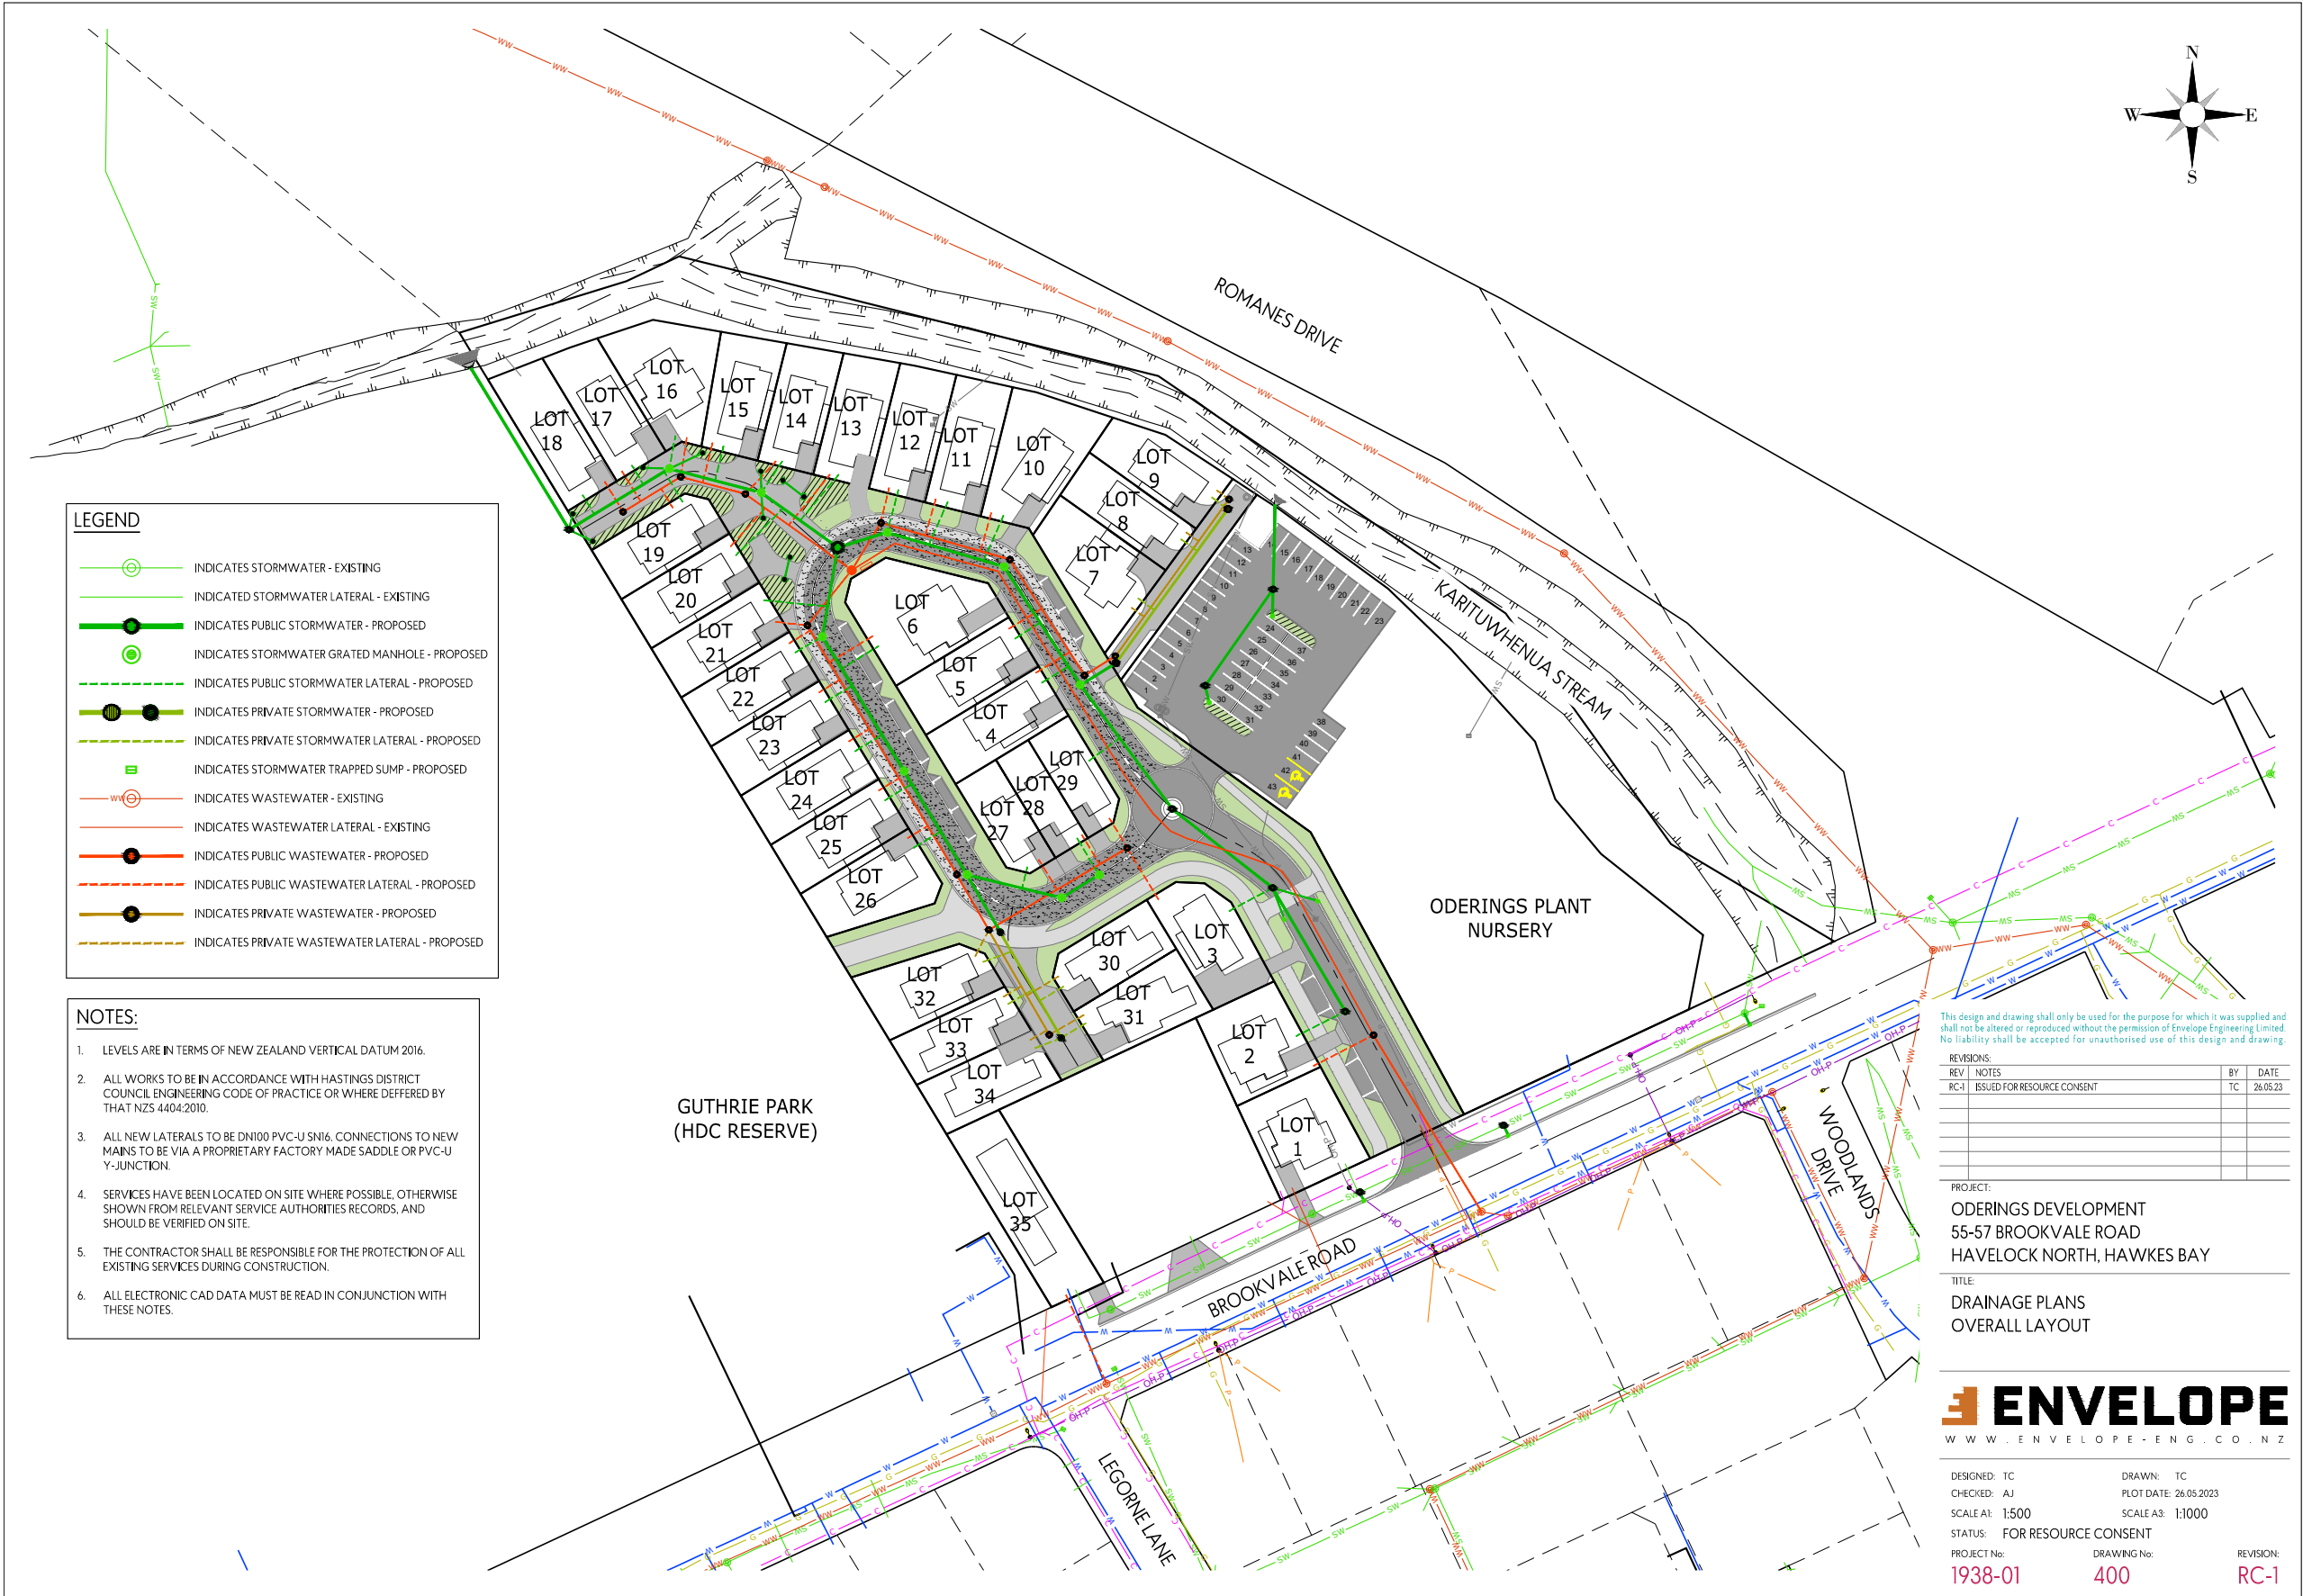 N
W
E
S
ROMANES DRIVE
KARITUWHENUA STREAM
LOT
18
LOT
17
LOT
16
LOT
15
LOT
14
LOT
13
LOT
12
LOT
11
LOT
10
LOT
9
LOT
8
LOT
7
LOT
6
LOT
5
LOT
4
LOT
29
LOT
28
LOT
27
LOT
19
LOT
20
LOT
21
LOT
22
LOT
23
LOT
24
LOT
25
LOT
26
LOT
30
LOT
3
LOT
31
LOT
2
LOT
1
LOT
32
LOT
33
LOT
34
LOT
35
ODERINGS PLANT
NURSERY
GUTHRIE PARK
(HDC RESERVE)
BROOKVALE ROAD
LEGORNE LANE
WOODLANDS
DRIVE
LEGEND
INDICATES STORMWATER - EXISTING
INDICATED STORMWATER LATERAL - EXISTING
INDICATES PUBLIC STORMWATER - PROPOSED
INDICATES STORMWATER GRATED MANHOLE - PROPOSED
INDICATES PUBLIC STORMWATER LATERAL - PROPOSED
INDICATES PRIVATE STORMWATER - PROPOSED
INDICATES PRIVATE STORMWATER LATERAL - PROPOSED
INDICATES STORMWATER TRAPPED SUMP - PROPOSED
WW INDICATES WASTEWATER - EXISTING
INDICATES WASTEWATER LATERAL - EXISTING
INDICATES PUBLIC WASTEWATER - PROPOSED
INDICATES PUBLIC WASTEWATER LATERAL - PROPOSED
INDICATES PRIVATE WASTEWATER - PROPOSED
INDICATES PRIVATE WASTEWATER LATERAL - PROPOSED
NOTES:
1. LEVELS ARE IN TERMS OF NEW ZEALAND VERTICAL DATUM 2016.
2. ALL WORKS TO BE IN ACCORDANCE WITH HASTINGS DISTRICT
COUNCIL ENGINEERING CODE OF PRACTICE OR WHERE DEFFERED BY
THAT NZS 4404:2010.
3. ALL NEW LATERALS TO BE DN100 PVC-U SN16. CONNECTIONS TO NEW
MAINS TO BE VIA A PROPRIETARY FACTORY MADE SADDLE OR PVC-U
Y-JUNCTION.
4. SERVICES HAVE BEEN LOCATED ON SITE WHERE POSSIBLE, OTHERWISE
SHOWN FROM RELEVANT SERVICE AUTHORITIES RECORDS, AND
SHOULD BE VERIFIED ON SITE.
5. THE CONTRACTOR SHALL BE RESPONSIBLE FOR THE PROTECTION OF ALL
EXISTING SERVICES DURING CONSTRUCTION.
6. ALL ELECTRONIC CAD DATA MUST BE READ IN CONJUNCTION WITH
THESE NOTES.
This design and drawing shall only be used for the purpose for which it was supplied and
shall not be altered or reproduced without the permission of Envelope Engineering Limited.
No liability shall be accepted for unauthorised use of this design and drawing.
REVISIONS:
REV NOTES BY DATE
RC-1 ISSUED FOR RESOURCE CONSENT TC 26.05.23
PROJECT:
ODERINGS DEVELOPMENT
55-57 BROOKVALE ROAD
HAVELOCK NORTH, HAWKES BAY
TITLE:
DRAINAGE PLANS
OVERALL LAYOUT
ENVELOPE
WWW.ENVELOPE-ENG.CO.NZ
DESIGNED: TC DRAWN: TC
CHECKED: AJ PLOT DATE: 26.05.2023
SCALE A1: 1:500 SCALE A3: 1:1000
STATUS: FOR RESOURCE CONSENT
PROJECT No: DRAWING No: REVISION:
1938-01 400 RC-1